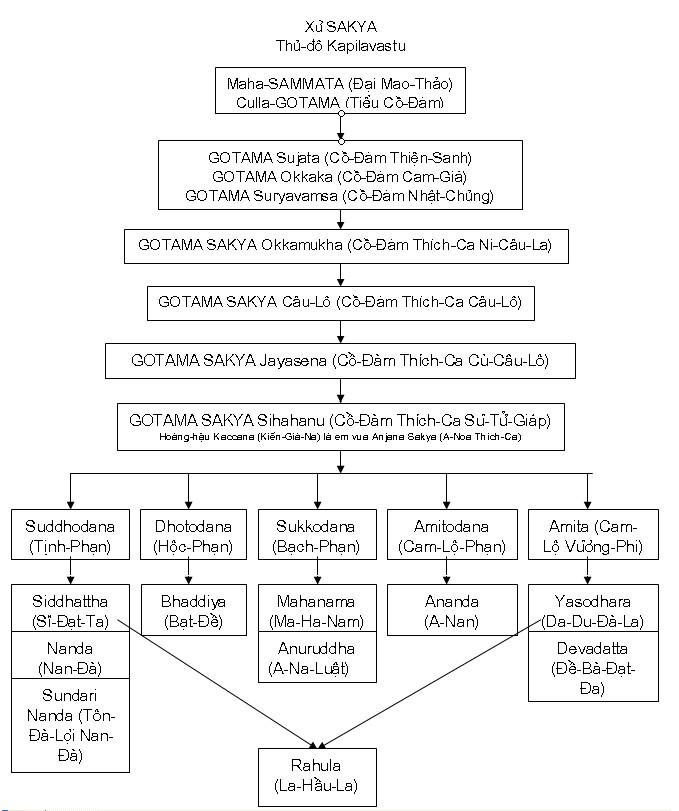 Xứ SAKYA
Thủ-đô Kapilavastu
Maha-SAMMATA (Đại Mao-Thảo)
Culla-GOTAMA (Tiểu Cồ-Đàm)
GOTAMA Sujata (Cồ-Đàm Thiện-Sanh)
GOTAMA Okkaka (Cồ-Đàm Cam-Giá)
GOTAMA Suryavamsa (Cồ-Đàm Nhật-Chủng)
GOTAMA SAKYA Okkamukha (Cồ-Đàm Thích-Ca Ni-Câu-La)
GOTAMA SAKYA Câu-Lô (Cồ-Đàm Thích-Ca Câu-Lô)
GOTAMA SAKYA Jayasena (Cồ-Đàm Thích-Ca Cù-Câu-Lô)
GOTAMA SAKYA Sihahanu (Cồ-Đàm Thích-Ca Sư-Tử-Giáp)
Hoàng-hậu Kaccana (Kiến-Giá-Na) là em vua Anjana Sakya (A-Noa Thích-Ca)
Suddhodana
(Tịnh-Phạn)
Dhotodana
(Hộc-Phạn)
Sukkodana
(Bạch-Phạn)
Amitodana
(Cam-Lộ-Phạn)
Amita (Cam-
Lộ Vương-Phi)
Siddhattha
(Sĩ-Đạt-Ta)
Nanda
(Nan-Đà)
Sundari
Nanda (Tôn-
Đà-Lợi Nan-
Đà)
Bhaddiya
(Bạt-Đề)
Mahanama
(Ma-Ha-Nam)
Anuruddha
(A-Na-Luật)
Ananda
(A-Nan)
Yasodhara
(Da-Du-Đà-La)
Devadatta
(Đề-Bà-Đạt-
Đa)
Rahula
(La-Hầu-La)